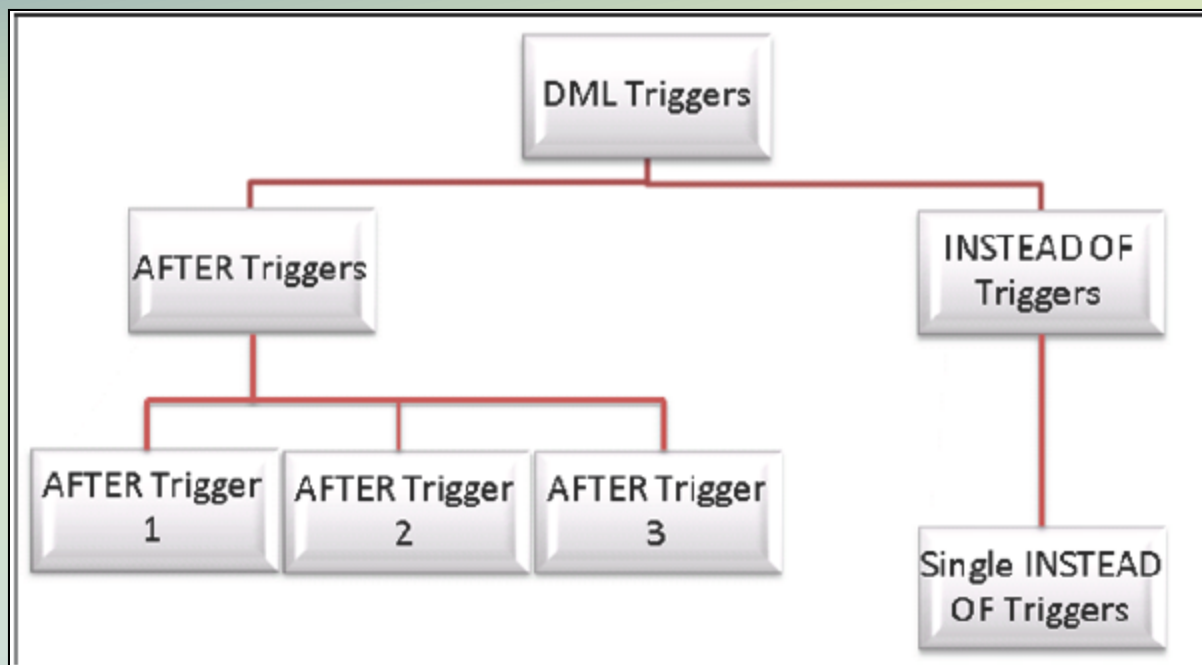 DML Triggers
AFTER Triggers
INSTEAD OF
Triggers
AFTER Trigger
1
AFTER Trigger
2
AFTER Trigger
3
Single INSTEAD
OF Triggers